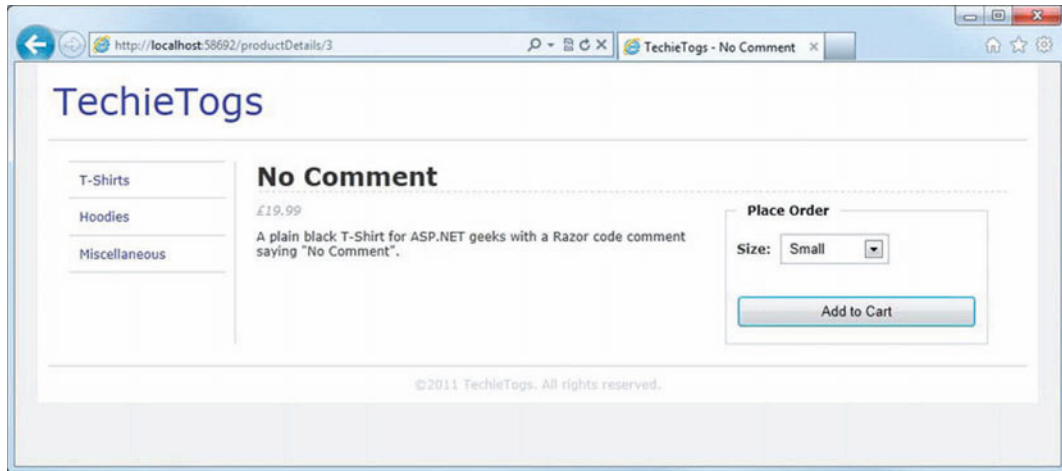 http://localhost:58692/productDetails/3
TechieTogs - No Comment
TechieTogs
T-Shirts
Hoodies
Miscellaneous
No Comment
£19.99
A plain black T-Shirt for ASP.NET geeks with a Razor code comment
saying "No Comment".
Place Order
Size: Small
Add to Cart
©2011 TechieTogs. All rights reserved.